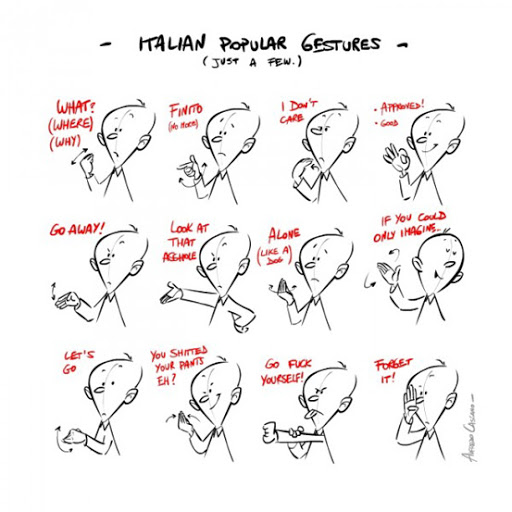 - ITALIAN POPULAR GESTURES -
(JUST A FEW.)
WHAT?
(WHERE)
(WHY)
FINITO
(NO MORE)
I DON'T
CARE
• APPROVED!
• GOOD
GO AWAY!
LOOK AT
THAT
ASSHOLE
ALONE
(LIKE A)
DOG)
IF YOU COULD
ONLY IMAGINE..
LET'S
GO
YOU SHITTED
YOUR PANTS
EH?
GO FUCK
YOURSELF!
FORGET
IT!
ALFREDO CASSANO -